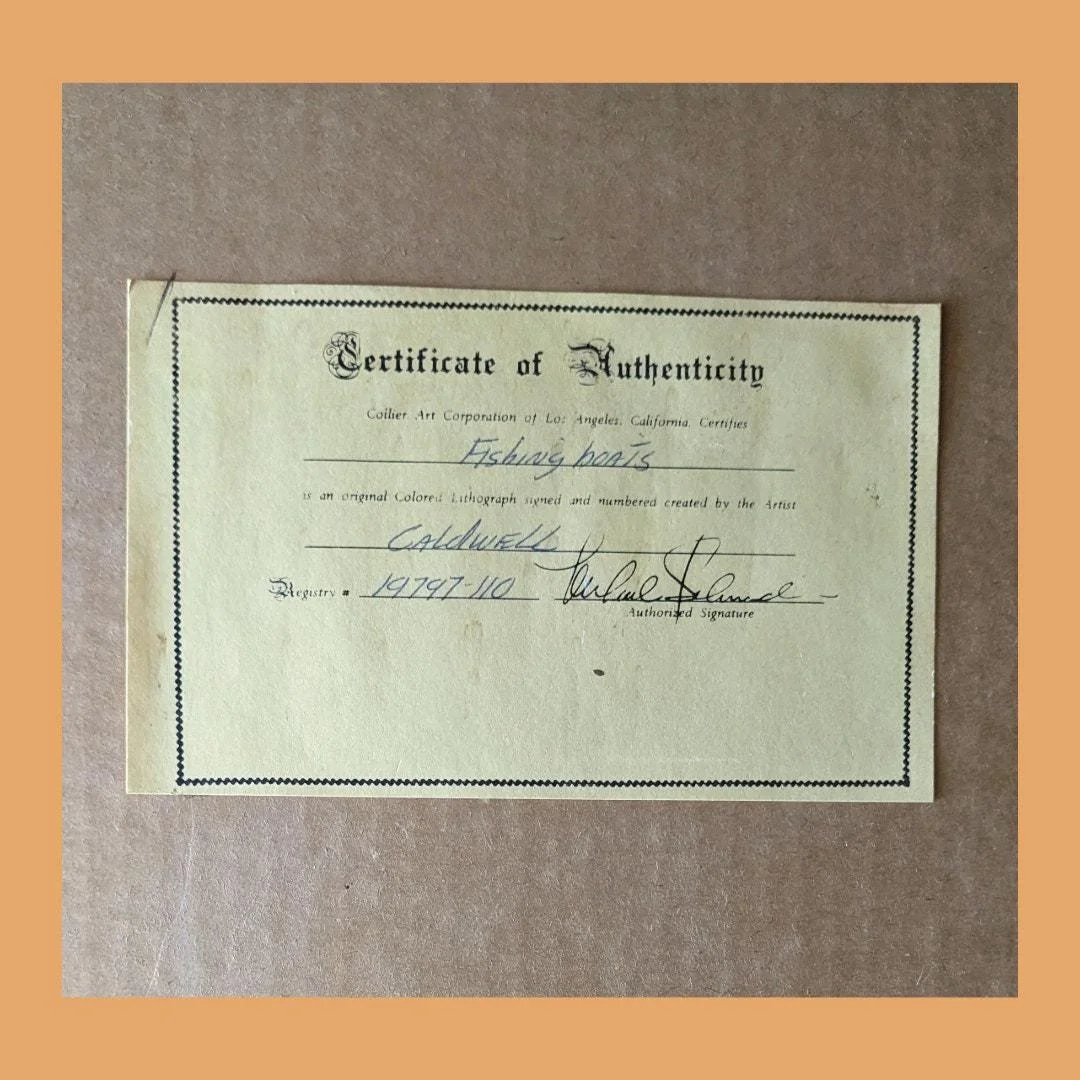 Certificate of Authenticity
Collier Art Corporation of Los Angeles, California, Certifies
Fishing boats
is an original Colored Lithograph signed and numbered created by the Artist
CALDWELL
Registry # 19797-110
Authorized Signature